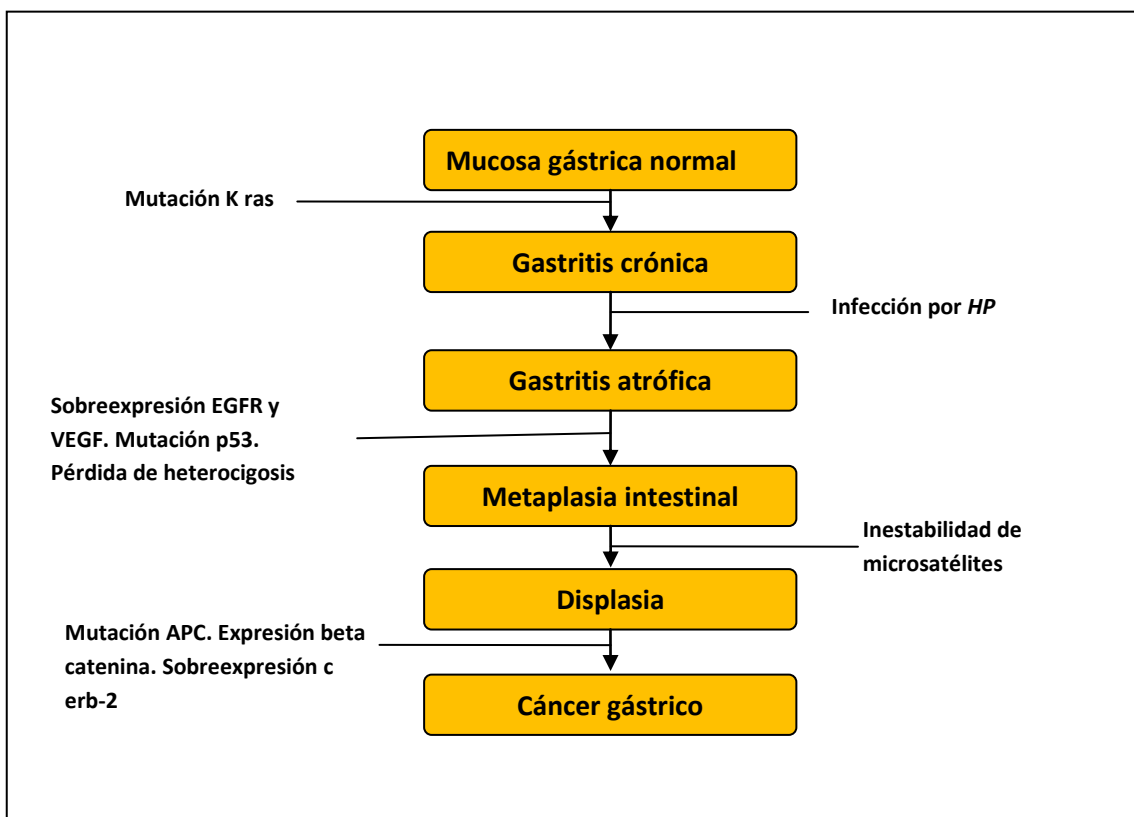 Mucosa gástrica normal
Mutación K ras
Gastritis crónica
Infección por HP
Gastritis atrófica
Sobreexpresión EGFR y
VEGF. Mutación p53.
Pérdida de heterocigosis
Metaplasia intestinal
Inestabilidad de
microsatélites
Displasia
Mutación APC. Expresión beta
catenina. Sobreexpresión c
erb-2
Cáncer gástrico